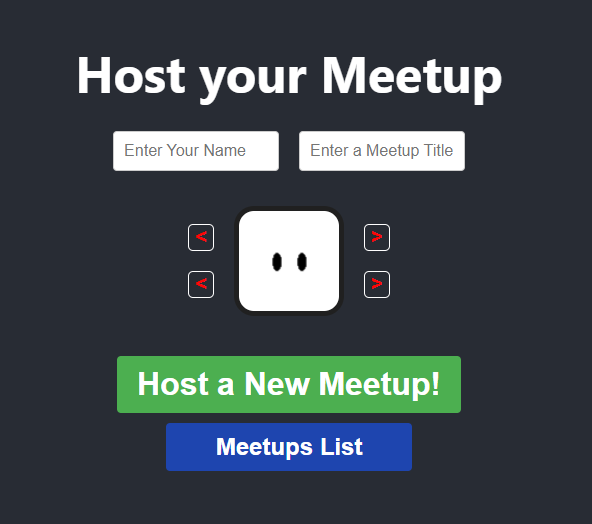 Host your Meetup
Enter Your Name Enter a Meetup Title
< >
< >
Host a New Meetup!
Meetups List